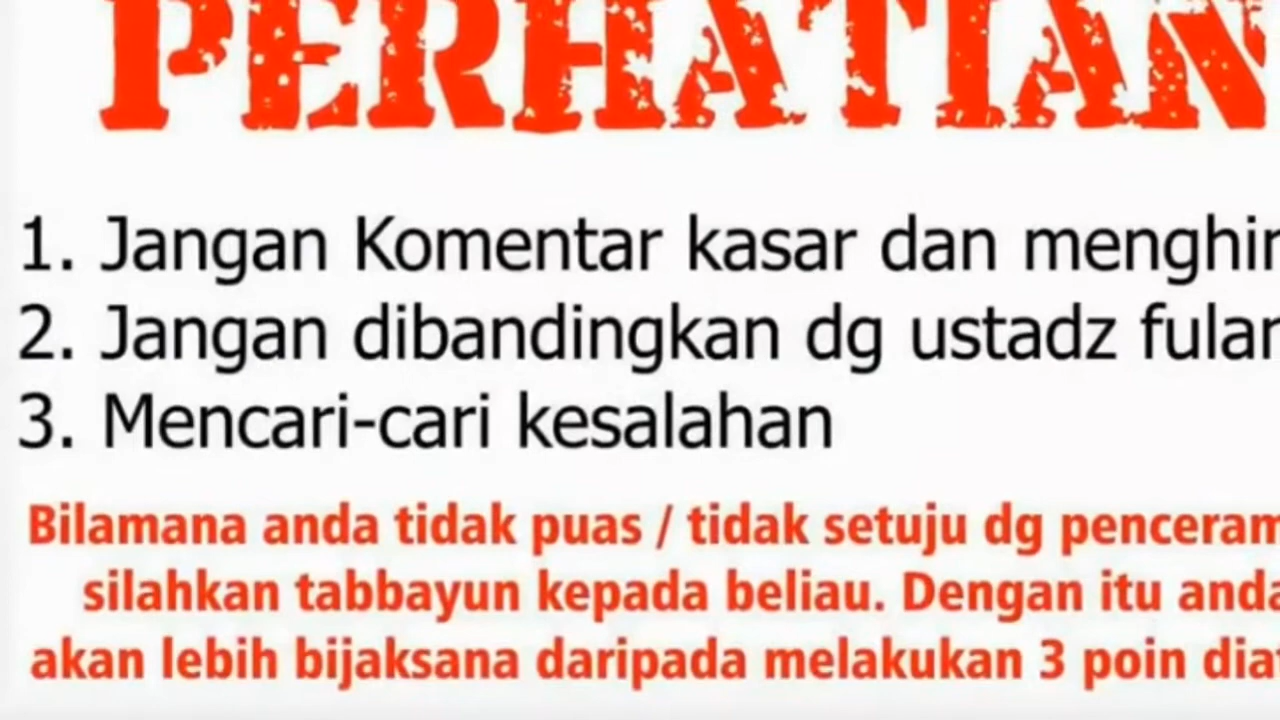 PERHATIAN
1. Jangan Komentar kasar dan menghin
2. Jangan dibandingkan dg ustadz fulan
3. Mencari-cari kesalahan
Bilamana anda tidak puas / tidak setuju dg penceram
silahkan tabbayun kepada beliau. Dengan itu anda
akan lebih bijaksana daripada melakukan 3 poin diat